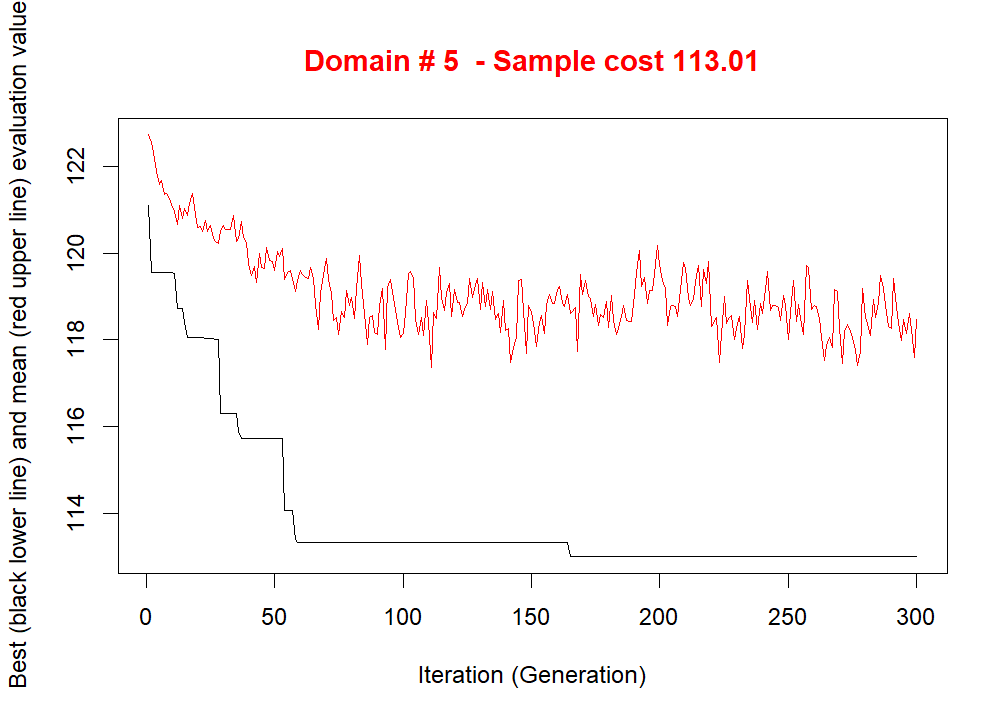 Domain # 5  - Sample cost 113.01
Best (black lower line) and mean (red upper line) evaluation value
122
120
118
116
114
0 50 100 150 200 250 300
Iteration (Generation)